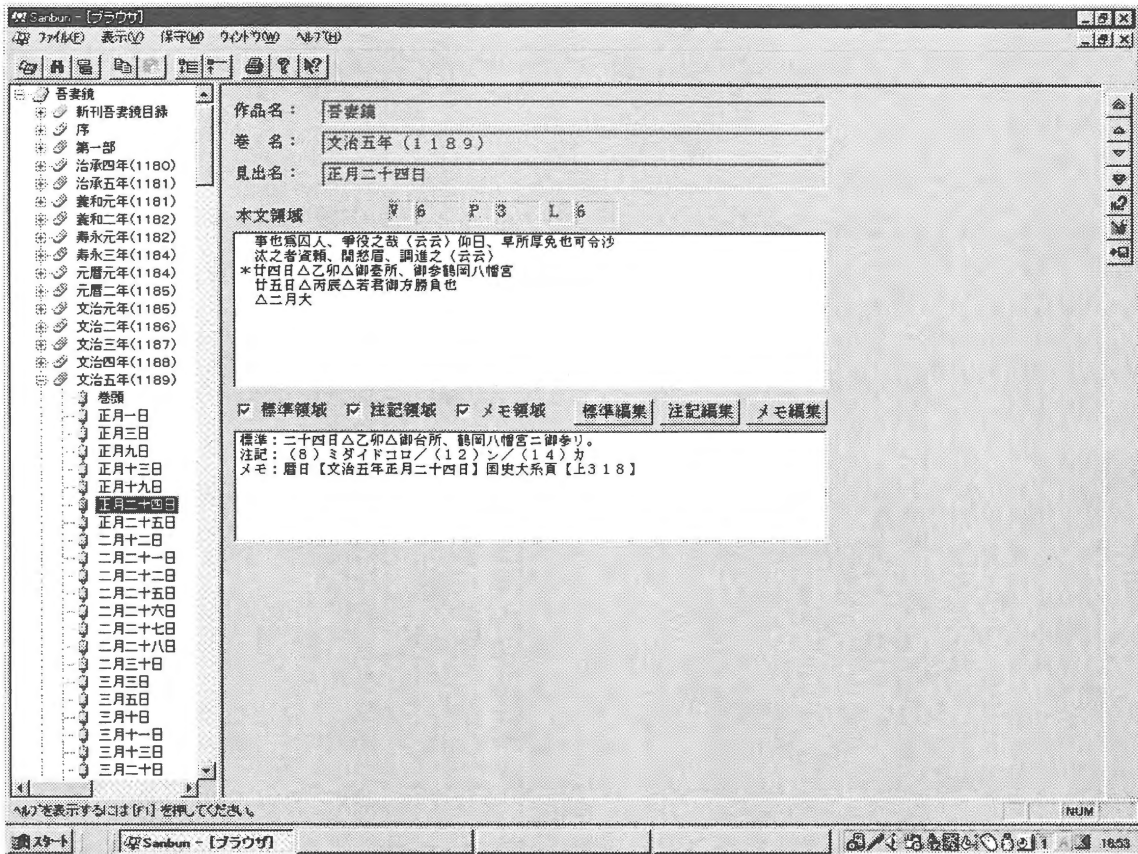 Sanbun - [ブラウザ]
ファイル(F) 表示(V) 保守(M) ウィンドウ(W) ヘルプ(H)
吾妻鏡
新刊吾妻鏡目録
序
第一部
治承四年(1180)
治承五年(1181)
養和元年(1181)
養和二年(1182)
寿永元年(1182)
寿永三年(1184)
元暦元年(1184)
元暦二年(1185)
文治元年(1185)
文治二年(1186)
文治三年(1187)
文治四年(1188)
文治五年(1189)
巻頭
正月一日
正月三日
正月九日
正月十三日
正月十九日
正月二十四日
正月二十五日
二月十二日
二月二十一日
二月二十二日
二月二十五日
二月二十六日
二月二十七日
二月二十八日
二月三十日
三月三日
三月五日
三月十日
三月十一日
三月十三日
三月二十日
作品名： 吾妻鏡
巻 名： 文治五年（１１８９）
見出名： 正月二十四日
本文領域 V 6 P 3 L 6
事也為囚人、争役之哉〈云云〉仰曰、早所厚免也可令沙
汰之者資頼、開愁眉、調進之〈云云〉
＊廿四日△乙卯△御臺所、御参鶴岡八幡宮
廿五日△丙辰△若君御方勝負也
△二月大
標準領域 注記領域 メモ領域 標準編集 注記編集 メモ編集
標準：二十四日△乙卯△御台所、鶴岡八幡宮ニ御参リ。
注記：（８）ミダイドコロ／（１２）ン／（１４）カ
メモ：暦日【文治五年正月二十四日】国史大系頁【上３１８】
ヘルプを表示するには [F1] を押してください。
NUM
スタート Sanbun - [ブラウザ] 18:53